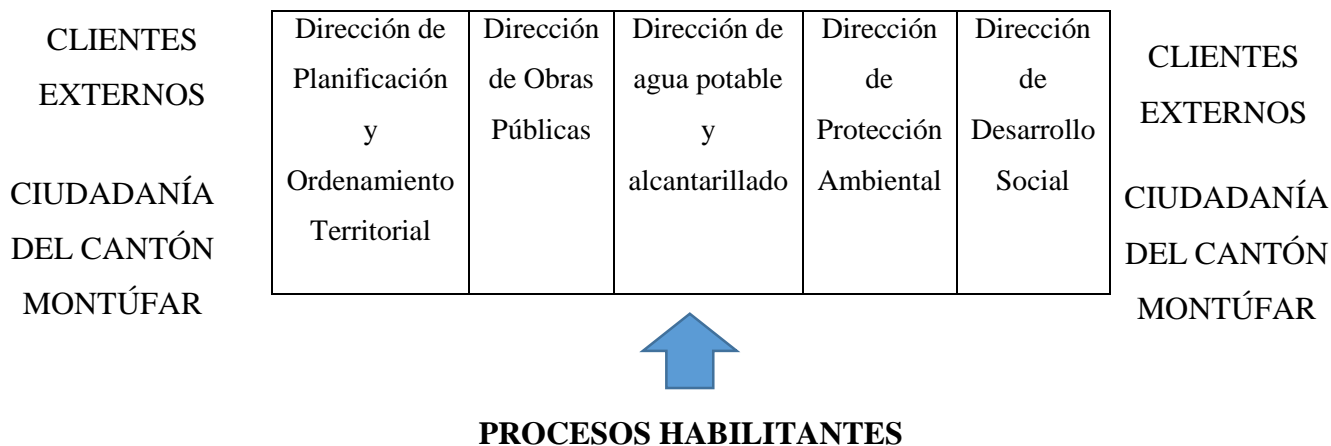 CLIENTES
EXTERNOS
CIUDADANÍA
DEL CANTÓN
MONTÚFAR
Dirección de
Planificación
y
Ordenamiento
Territorial
Dirección
de Obras
Públicas
Dirección de
agua potable
y
alcantarillado
Dirección
de
Protección
Ambiental
Dirección
de
Desarrollo
Social
CLIENTES
EXTERNOS
CIUDADANÍA
DEL CANTÓN
MONTÚFAR
PROCESOS HABILITANTES